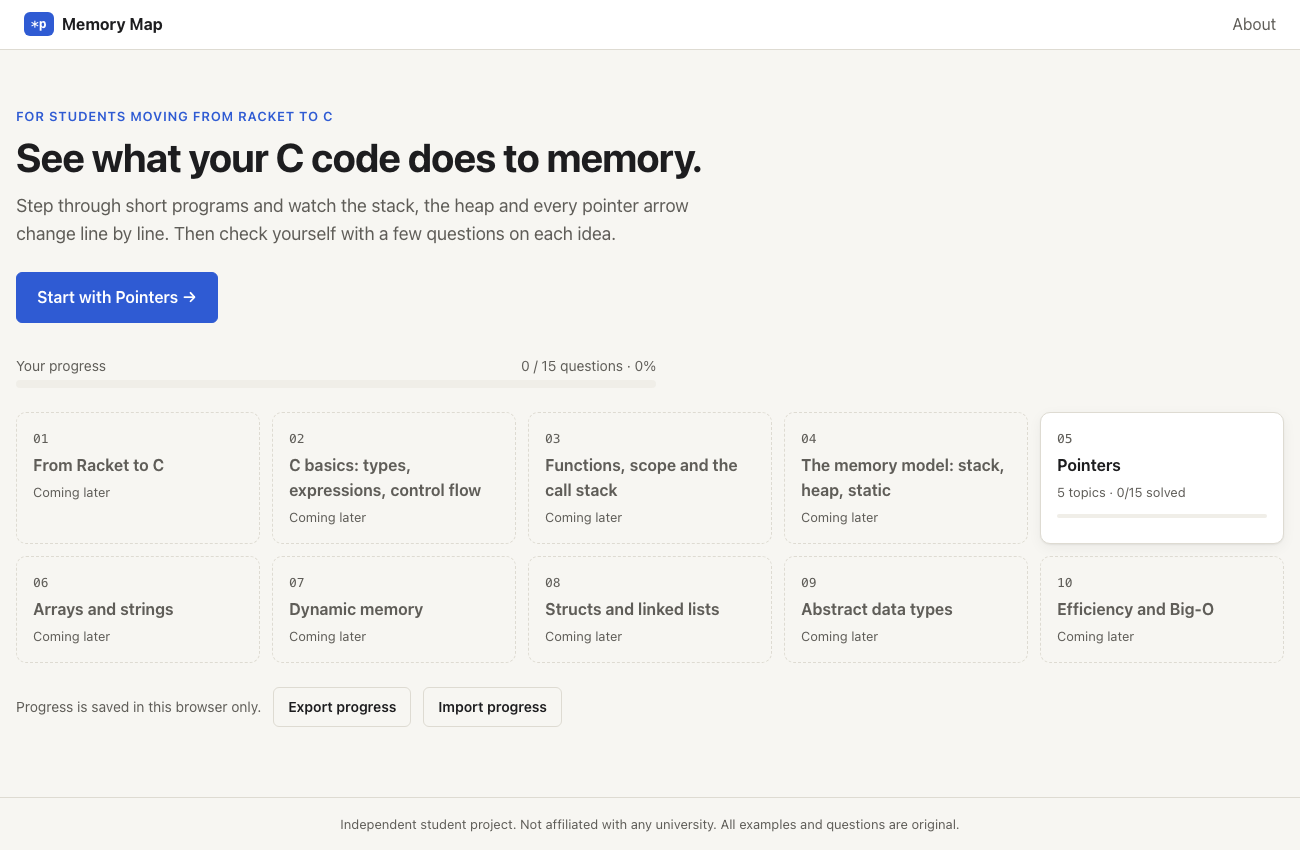 *p Memory Map
About
FOR STUDENTS MOVING FROM RACKET TO C
See what your C code does to memory.
Step through short programs and watch the stack, the heap and every pointer arrow
change line by line. Then check yourself with a few questions on each idea.
Start with Pointers →
Your progress
0 / 15 questions · 0%
01
From Racket to C
Coming later
02
C basics: types,
expressions, control flow
Coming later
03
Functions, scope and the
call stack
Coming later
04
The memory model: stack,
heap, static
Coming later
05
Pointers
5 topics · 0/15 solved
06
Arrays and strings
Coming later
07
Dynamic memory
Coming later
08
Structs and linked lists
Coming later
09
Abstract data types
Coming later
10
Efficiency and Big-O
Coming later
Progress is saved in this browser only.
Export progress
Import progress
Independent student project. Not affiliated with any university. All examples and questions are original.